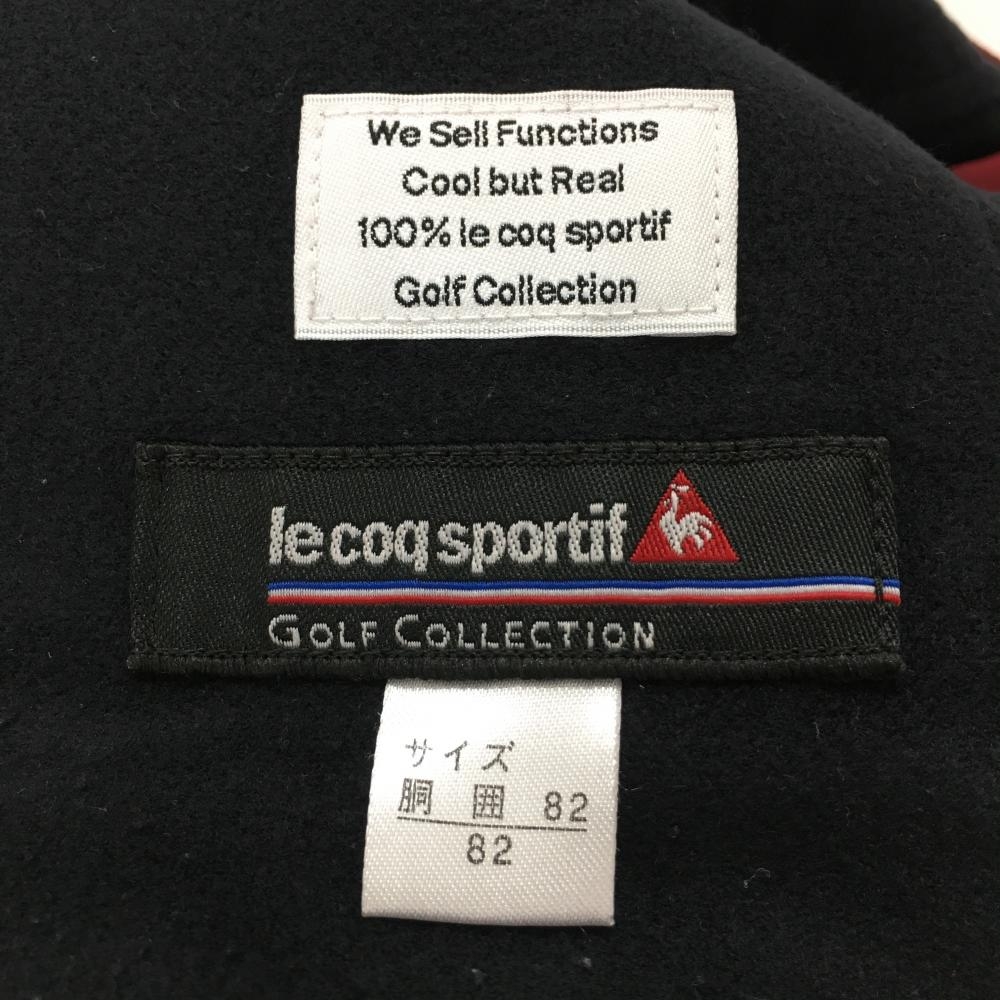 We Sell Functions
Cool but Real
100% le coq sportif
Golf Collection
le coq sportif
GOLF COLLECTION
サイズ
胴 囲 82
82